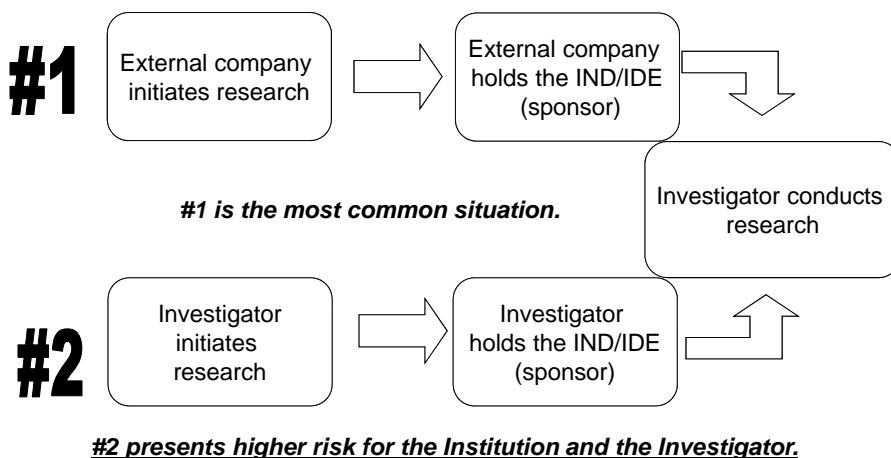 #1
External company
initiates research
External company
holds the IND/IDE
(sponsor)
#1 is the most common situation.
Investigator conducts
research
#2
Investigator
initiates
research
Investigator
holds the IND/IDE
(sponsor)
#2 presents higher risk for the Institution and the Investigator.